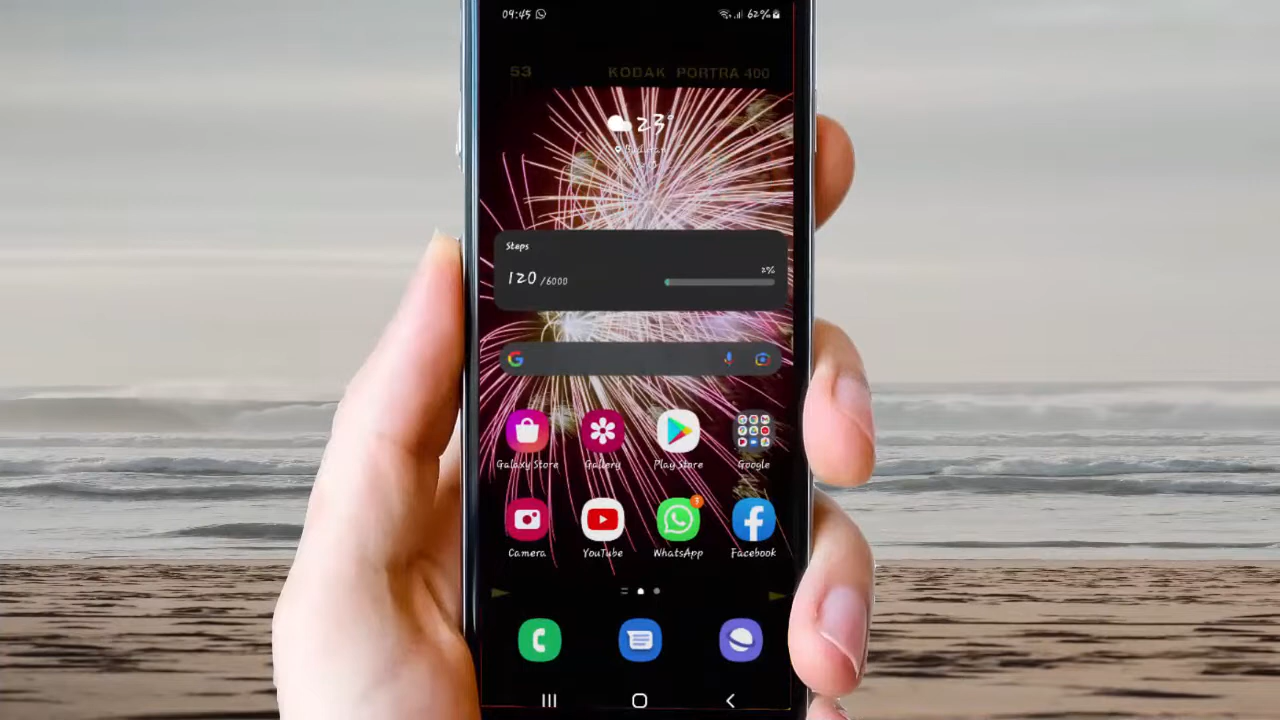 09:45 62%
53 KODAK PORTRA 400
23°
Steps
120 /6000 2%
Galaxy Store Gallery Play Store Google
3
Camera YouTube WhatsApp Facebook